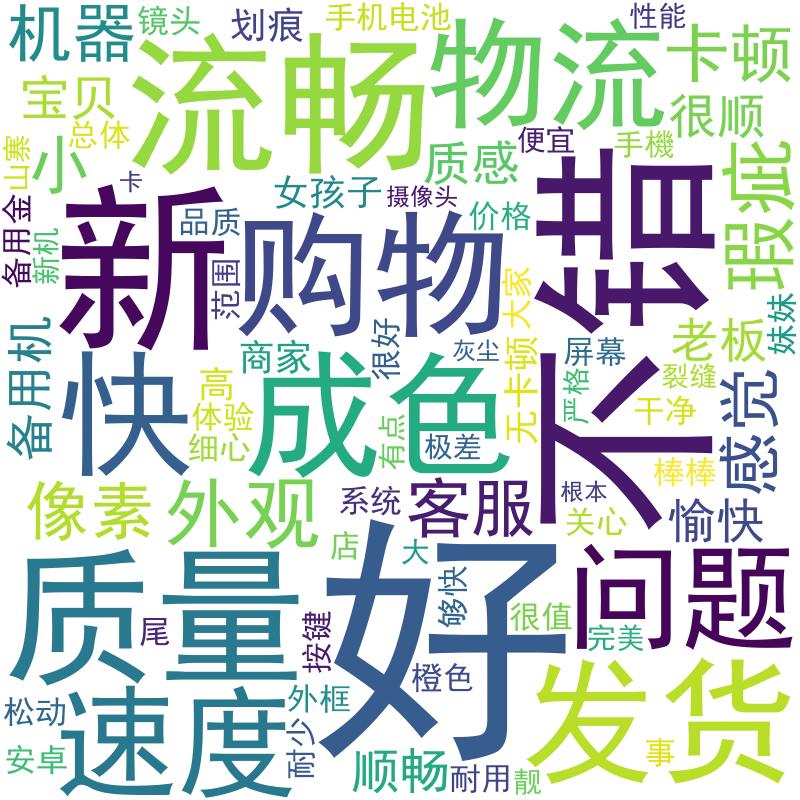 机器
镜头
划痕
手机电池
性能
流畅
物流
卡顿
宝贝
总体
山寨
小
卡
很顺
便宜
手機
质感
女孩子
摄像头
瑕疵
备用金
新机
新
品质
购物
价格
不错
范围
大家
妹妹
备用机
快
商家
很好
灰尘
无卡顿
屏幕
老板
成色
高
体验
细心
有点
极差
严格
裂缝
干净
感觉
棒棒
像素
外观
系统
客服
根本
关心
愉快
质量
好
店
大
够快
很值
完美
问题
尾
按键
橙色
速度
松动
外框
发货
安卓
耐少
顺畅
耐用
靓
事